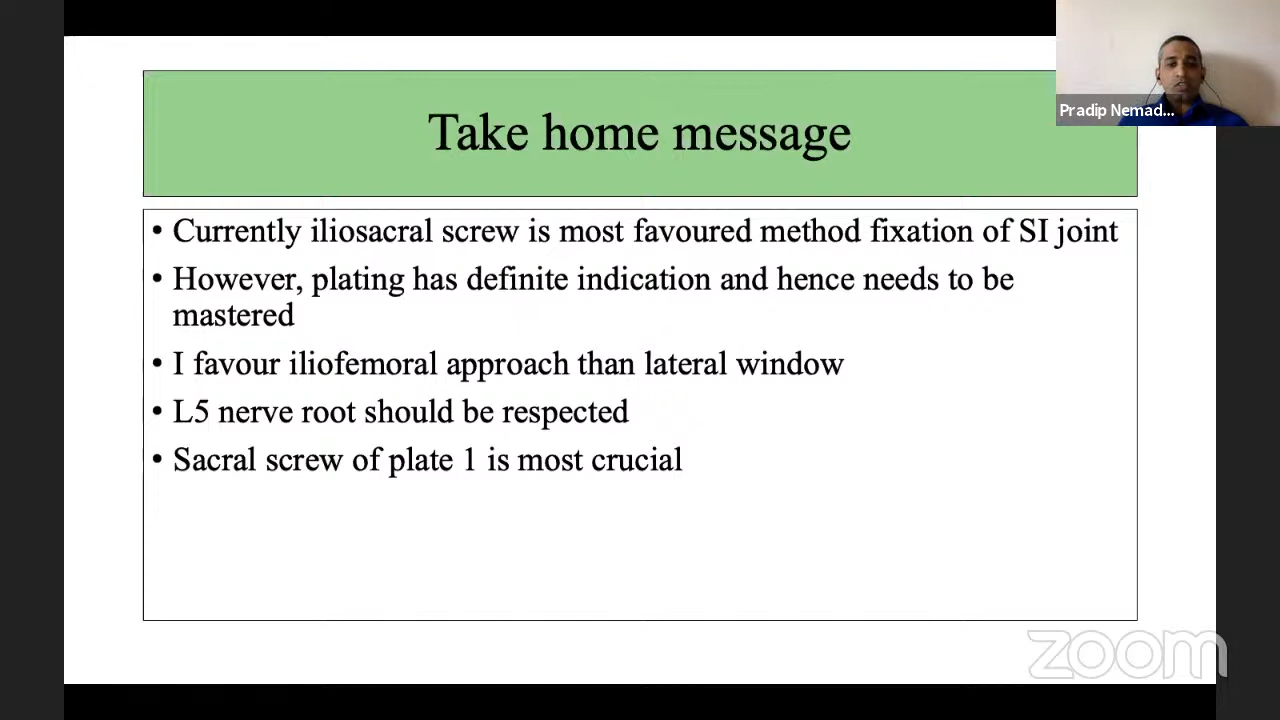 Take home message
Pradip Nemad...
• Currently iliosacral screw is most favoured method fixation of SI joint
• However, plating has definite indication and hence needs to be
mastered
• I favour iliofemoral approach than lateral window
• L5 nerve root should be respected
• Sacral screw of plate 1 is most crucial
zoom